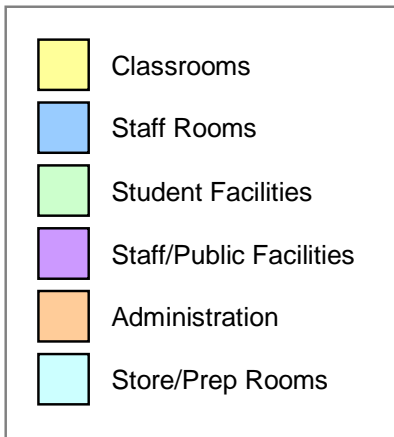 Classrooms
Staff Rooms
Student Facilities
Staff/Public Facilities
Administration
Store/Prep Rooms